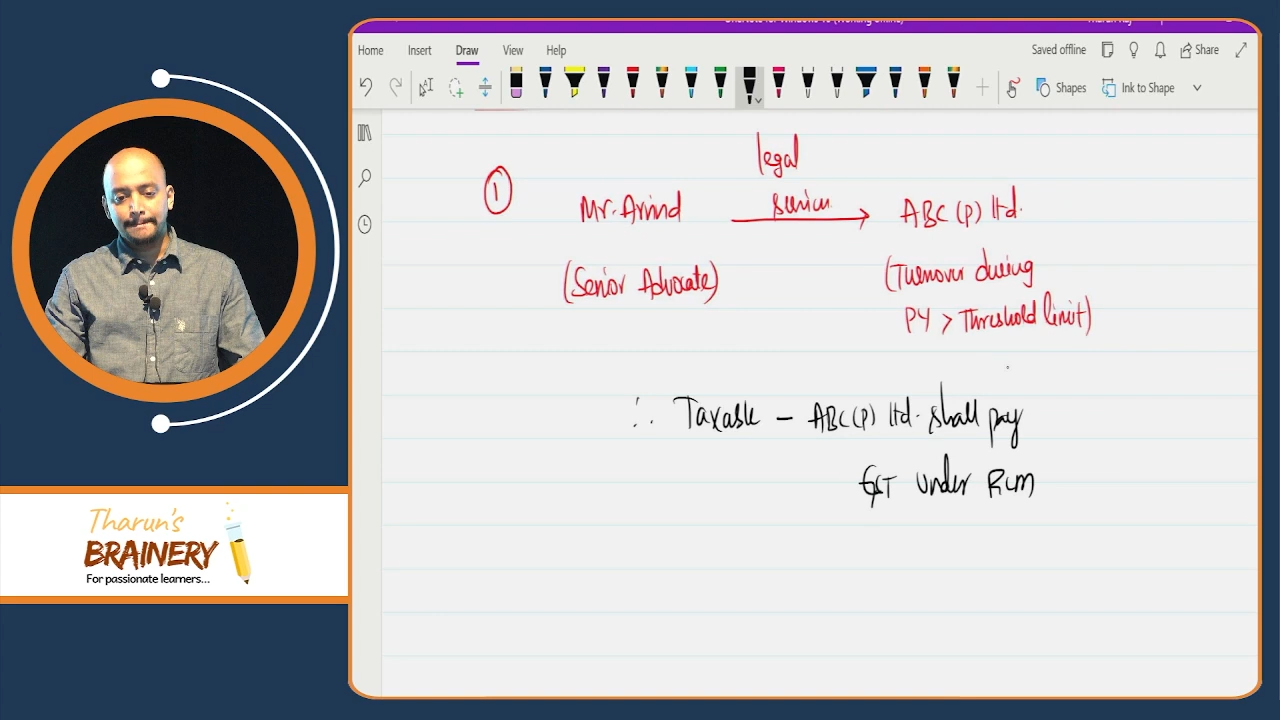 Home Insert Draw View Help Saved offline Share
Shapes Ink to Shape
legal
①
Mr. Arvind service ABC (P) ltd.
(Senior Advocate) (Turnover during
PY > Threshold limit)
∴ Taxable – ABC(P) ltd. shall pay
GST under RCM
Tharun's
BRAINERY
For passionate learners...